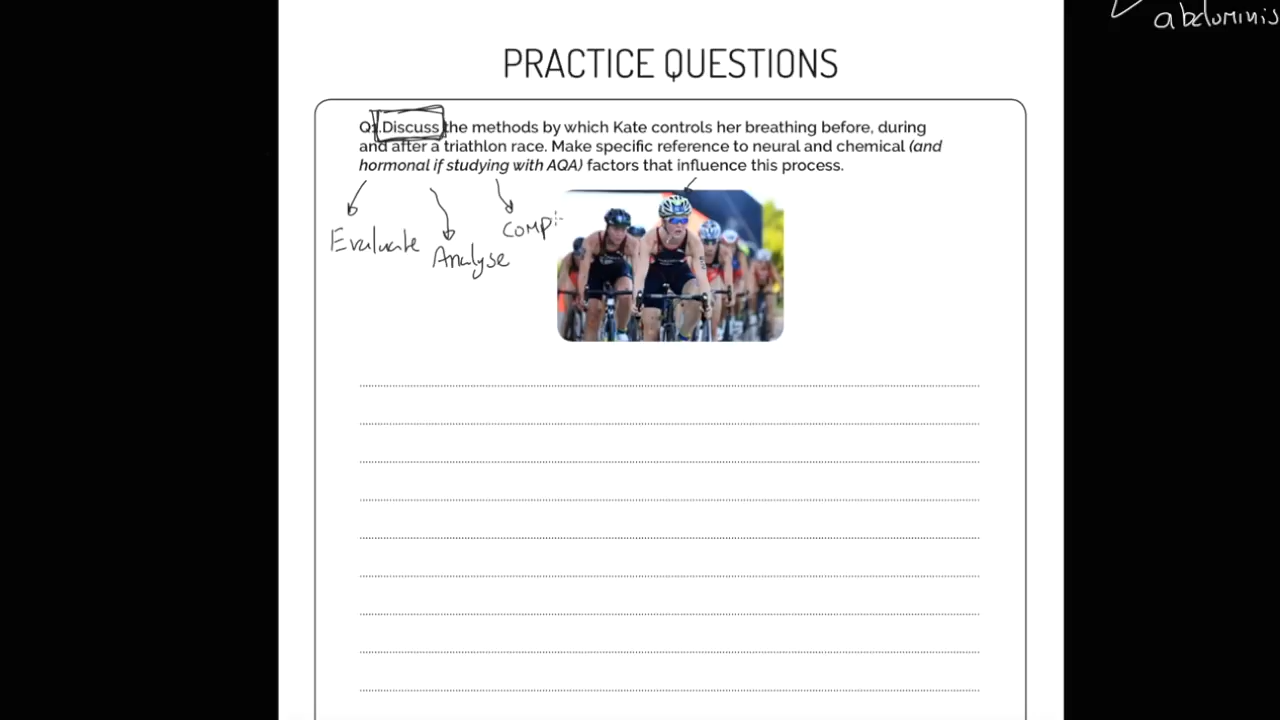 abdominis
PRACTICE QUESTIONS
Q1.Discuss the methods by which Kate controls her breathing before, during
and after a triathlon race. Make specific reference to neural and chemical (and
hormonal if studying with AQA) factors that influence this process.
Evaluate
Analyse
comp